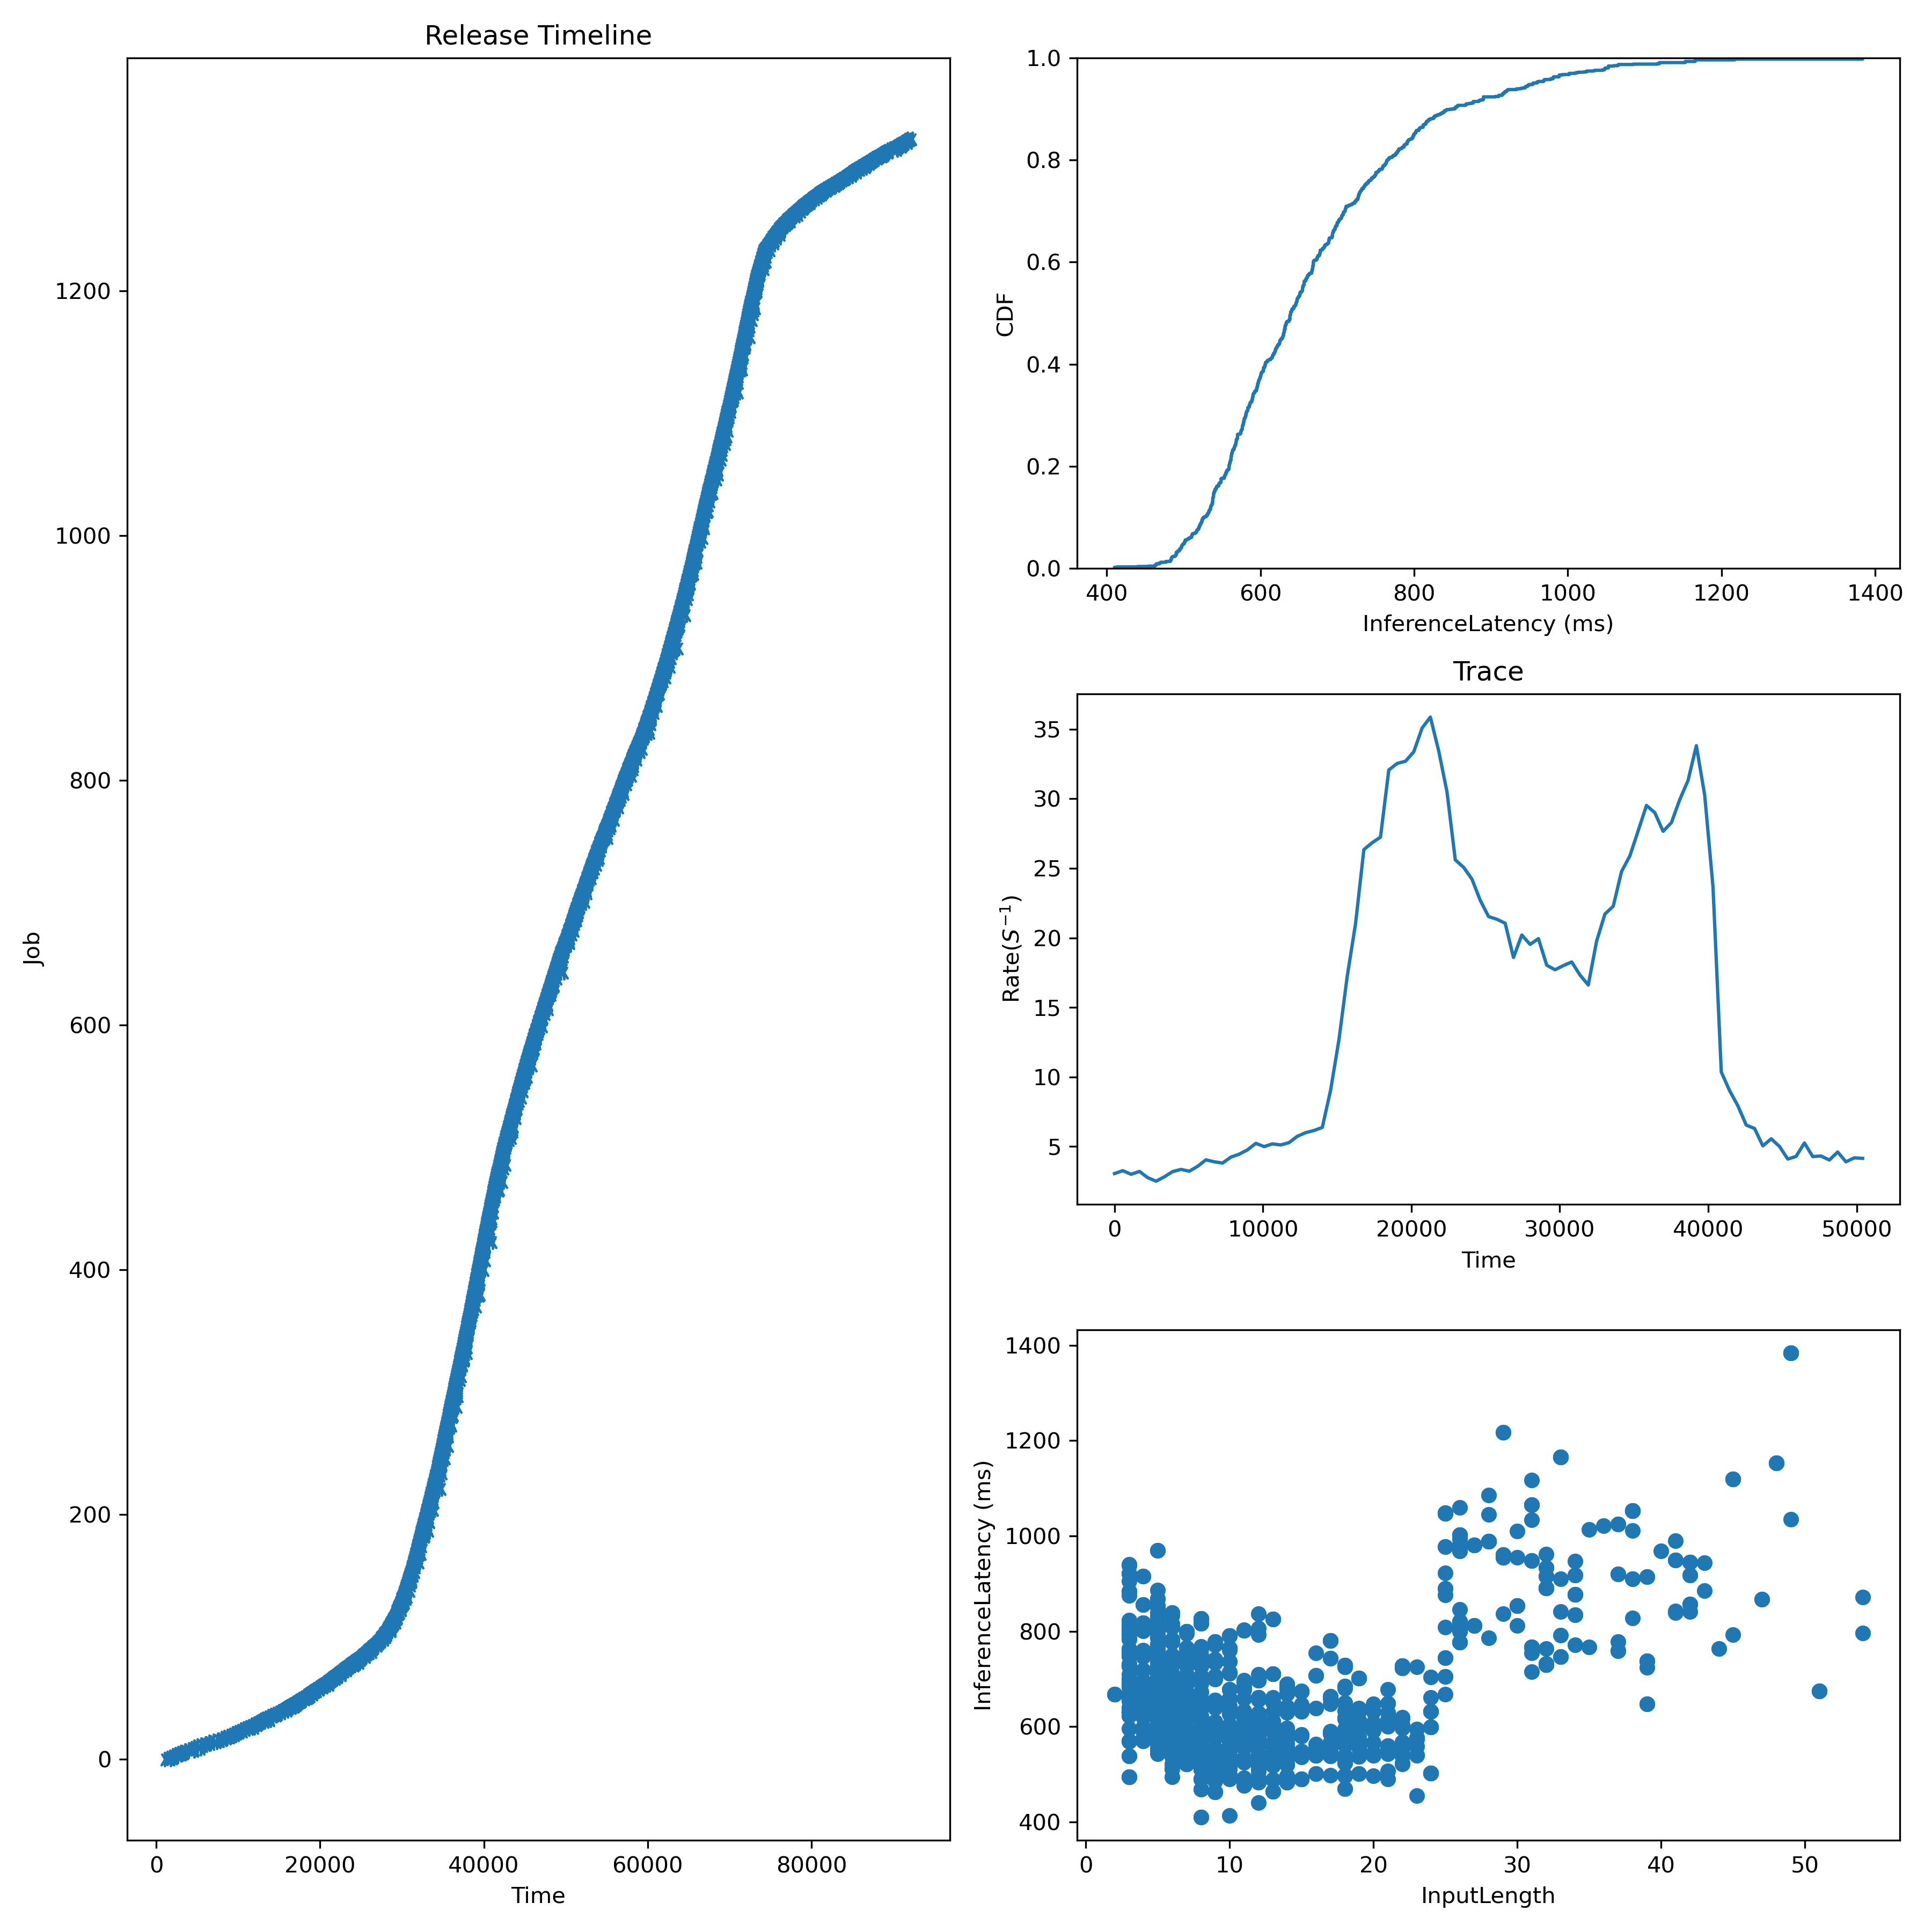 Release Timeline
Job
1200
1000
800
600
400
200
0
0 20000 40000 60000 80000
Time
CDF
1.0
0.8
0.6
0.4
0.2
0.0
400 600 800 1000 1200 1400
InferenceLatency (ms)
Trace
Rate(S⁻¹)
35
30
25
20
15
10
5
0 10000 20000 30000 40000 50000
Time
InferenceLatency (ms)
1400
1200
1000
800
600
400
0 10 20 30 40 50
InputLength